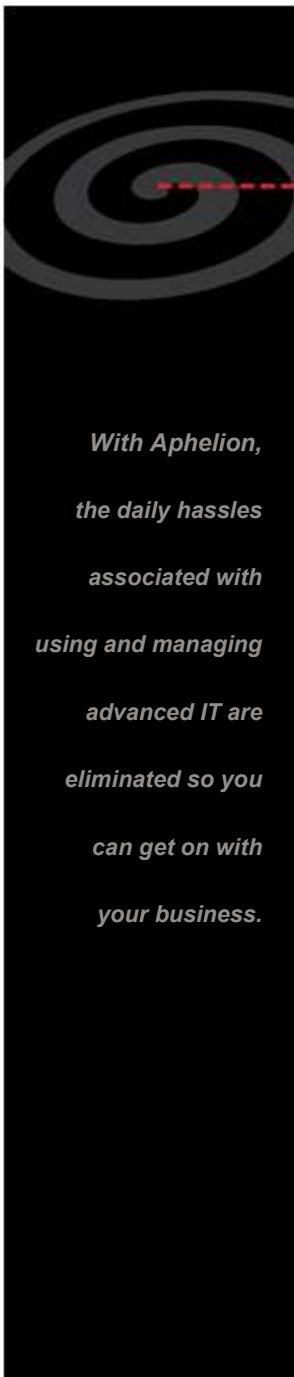 With Aphelion,
the daily hassles
associated with
using and managing
advanced IT are
eliminated so you
can get on with
your business.